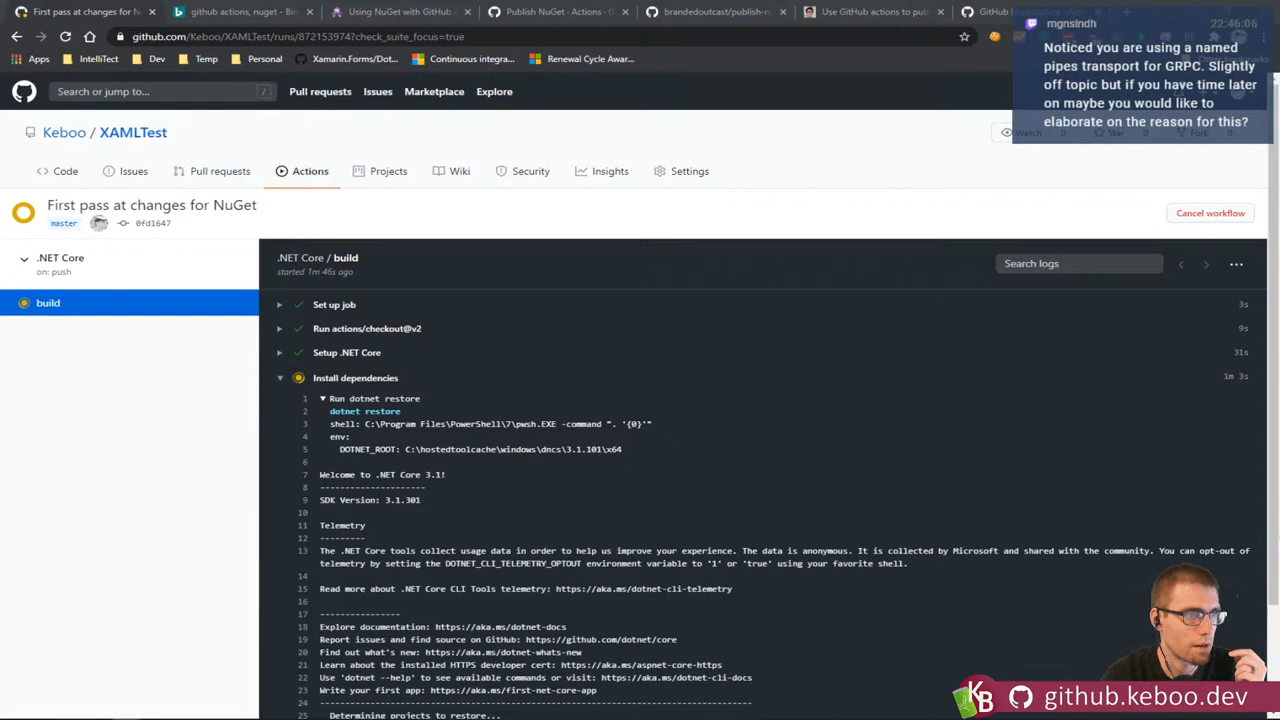 First pass at changes for NuGet
github actions, nuget - Be
Using NuGet with GitHub
Publish NuGet - Actions - G
brandedoutcast/publish-n
Use GitHub actions to pub
GitHub Marketplace - Actions
github.com/Keboo/XAMLTest/runs/872153974?check_suite_focus=true
Apps
IntelliTect
Dev
Temp
Personal
Xamarin.Forms/Dot...
Continuous integra...
Renewal Cycle Awar...
mgnslndh
22:46:06
Noticed you are using a named
pipes transport for GRPC. Slightly
off topic but if you have time later
on maybe you would like to
elaborate on the reason for this?
Search or jump to...
/
Pull requests
Issues
Marketplace
Explore
Keboo / XAMLTest
Watch
0
Star
0
Fork
0
Code
Issues
Pull requests
Actions
Projects
Wiki
Security
Insights
Settings
First pass at changes for NuGet
master
0fd1647
Cancel workflow
.NET Core
on: push
build
.NET Core / build
started 1m 46s ago
Search logs
Set up job
3s
Run actions/checkout@v2
9s
Setup .NET Core
31s
Install dependencies
1m 3s
1 Run dotnet restore
2 dotnet restore
3 shell: C:\Program Files\PowerShell\7\pwsh.EXE -command ". '{0}'"
4 env:
5 DOTNET_ROOT: C:\hostedtoolcache\windows\dncs\3.1.101\x64
6
7 Welcome to .NET Core 3.1!
8 ---------------------
9 SDK Version: 3.1.301
10
11 Telemetry
12 ---------
13 The .NET Core tools collect usage data in order to help us improve your experience. The data is anonymous. It is collected by Microsoft and shared with the community. You can opt-out of
telemetry by setting the DOTNET_CLI_TELEMETRY_OPTOUT environment variable to '1' or 'true' using your favorite shell.
14
15 Read more about .NET Core CLI Tools telemetry: https://aka.ms/dotnet-cli-telemetry
16
17 ----------------
18 Explore documentation: https://aka.ms/dotnet-docs
19 Report issues and find source on GitHub: https://github.com/dotnet/core
20 Find out what's new: https://aka.ms/dotnet-whats-new
21 Learn about the installed HTTPS developer cert: https://aka.ms/aspnet-core-https
22 Use 'dotnet --help' to see available commands or visit: https://aka.ms/dotnet-cli-docs
23 Write your first app: https://aka.ms/first-net-core-app
24 --------------------------------------------------------------------------------------
25 Determining projects to restore...
KB
github.keboo.dev